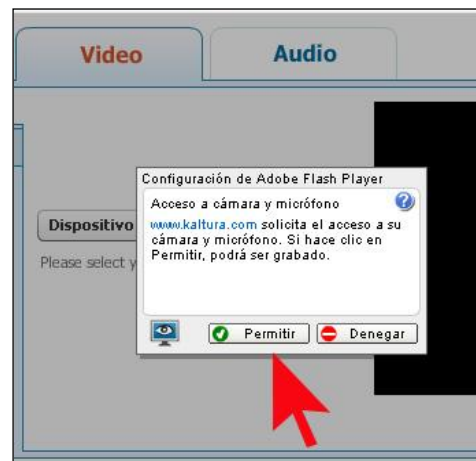 Video
Audio
Configuración de Adobe Flash Player
Acceso a cámara y micrófono
www.kaltura.com solicita el acceso a su
cámara y micrófono. Si hace clic en
Permitir, podrá ser grabado.
Dispositivo
Please select y
Permitir
Denegar